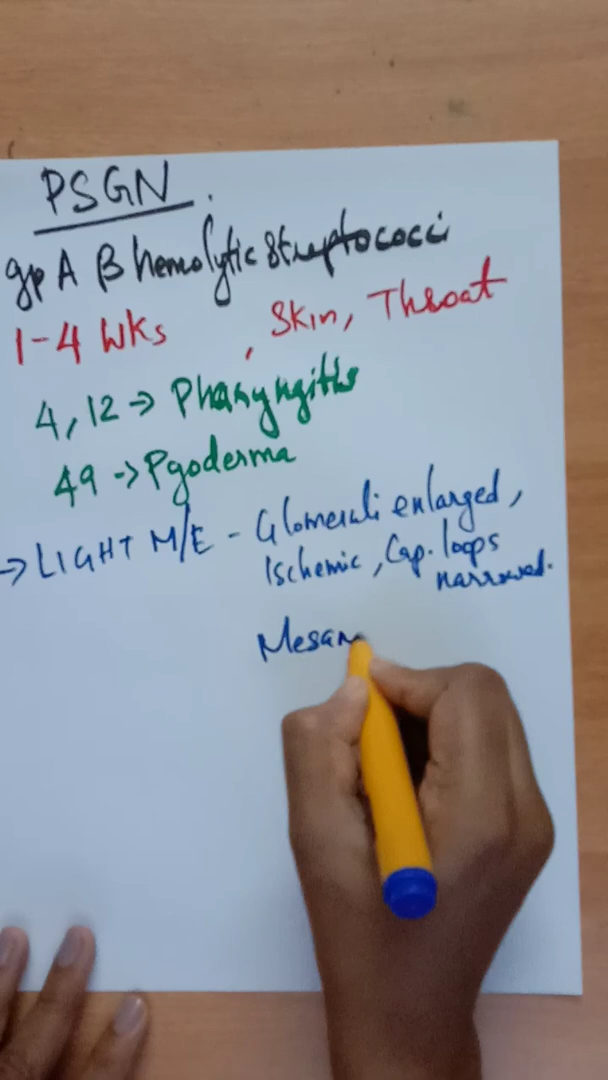 PSGN.
gp A β hemolytic streptococci
1-4 Wks , Skin, Throat
4, 12 → Pharyngitis
49 → Pyoderma
→ LIGHT M/E - Glomeruli enlarged,
Ischemic, Cap. loops
narrowed.
Mesan